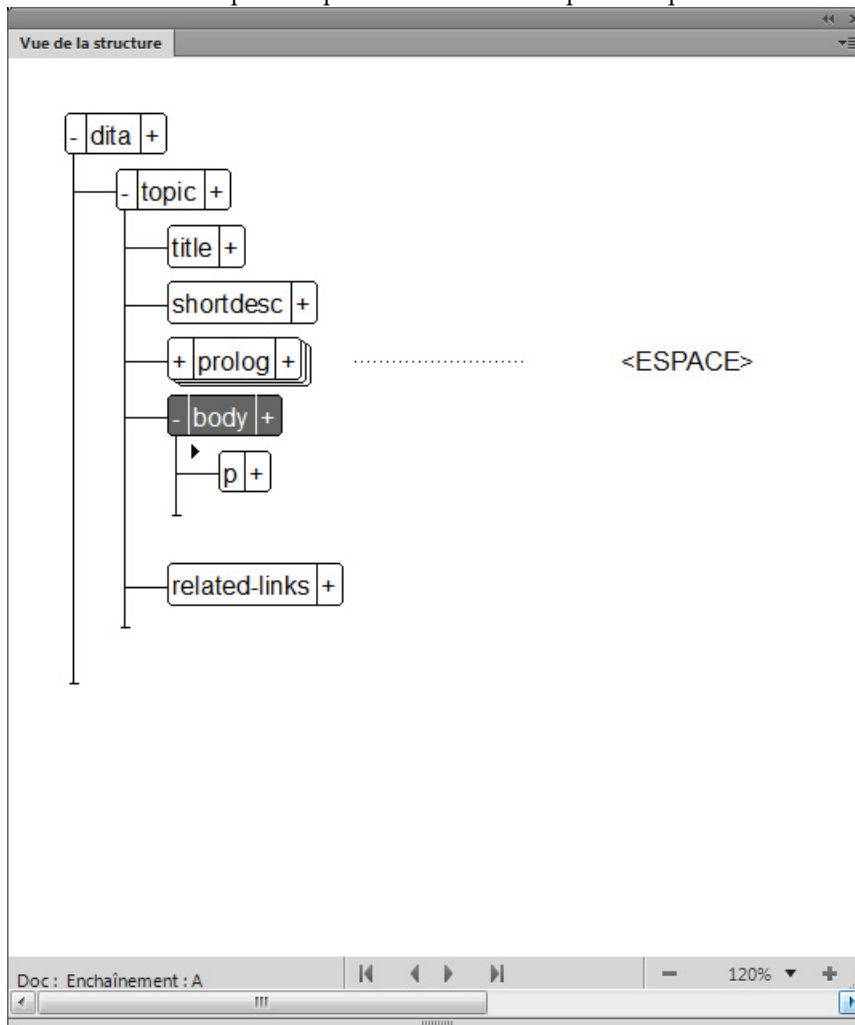 Vue de la structure
- dita +
- topic +
title +
shortdesc +
+ prolog + .......................... <ESPACE>
- body +
p +
related-links +
Doc : Enchaînement : A 120%